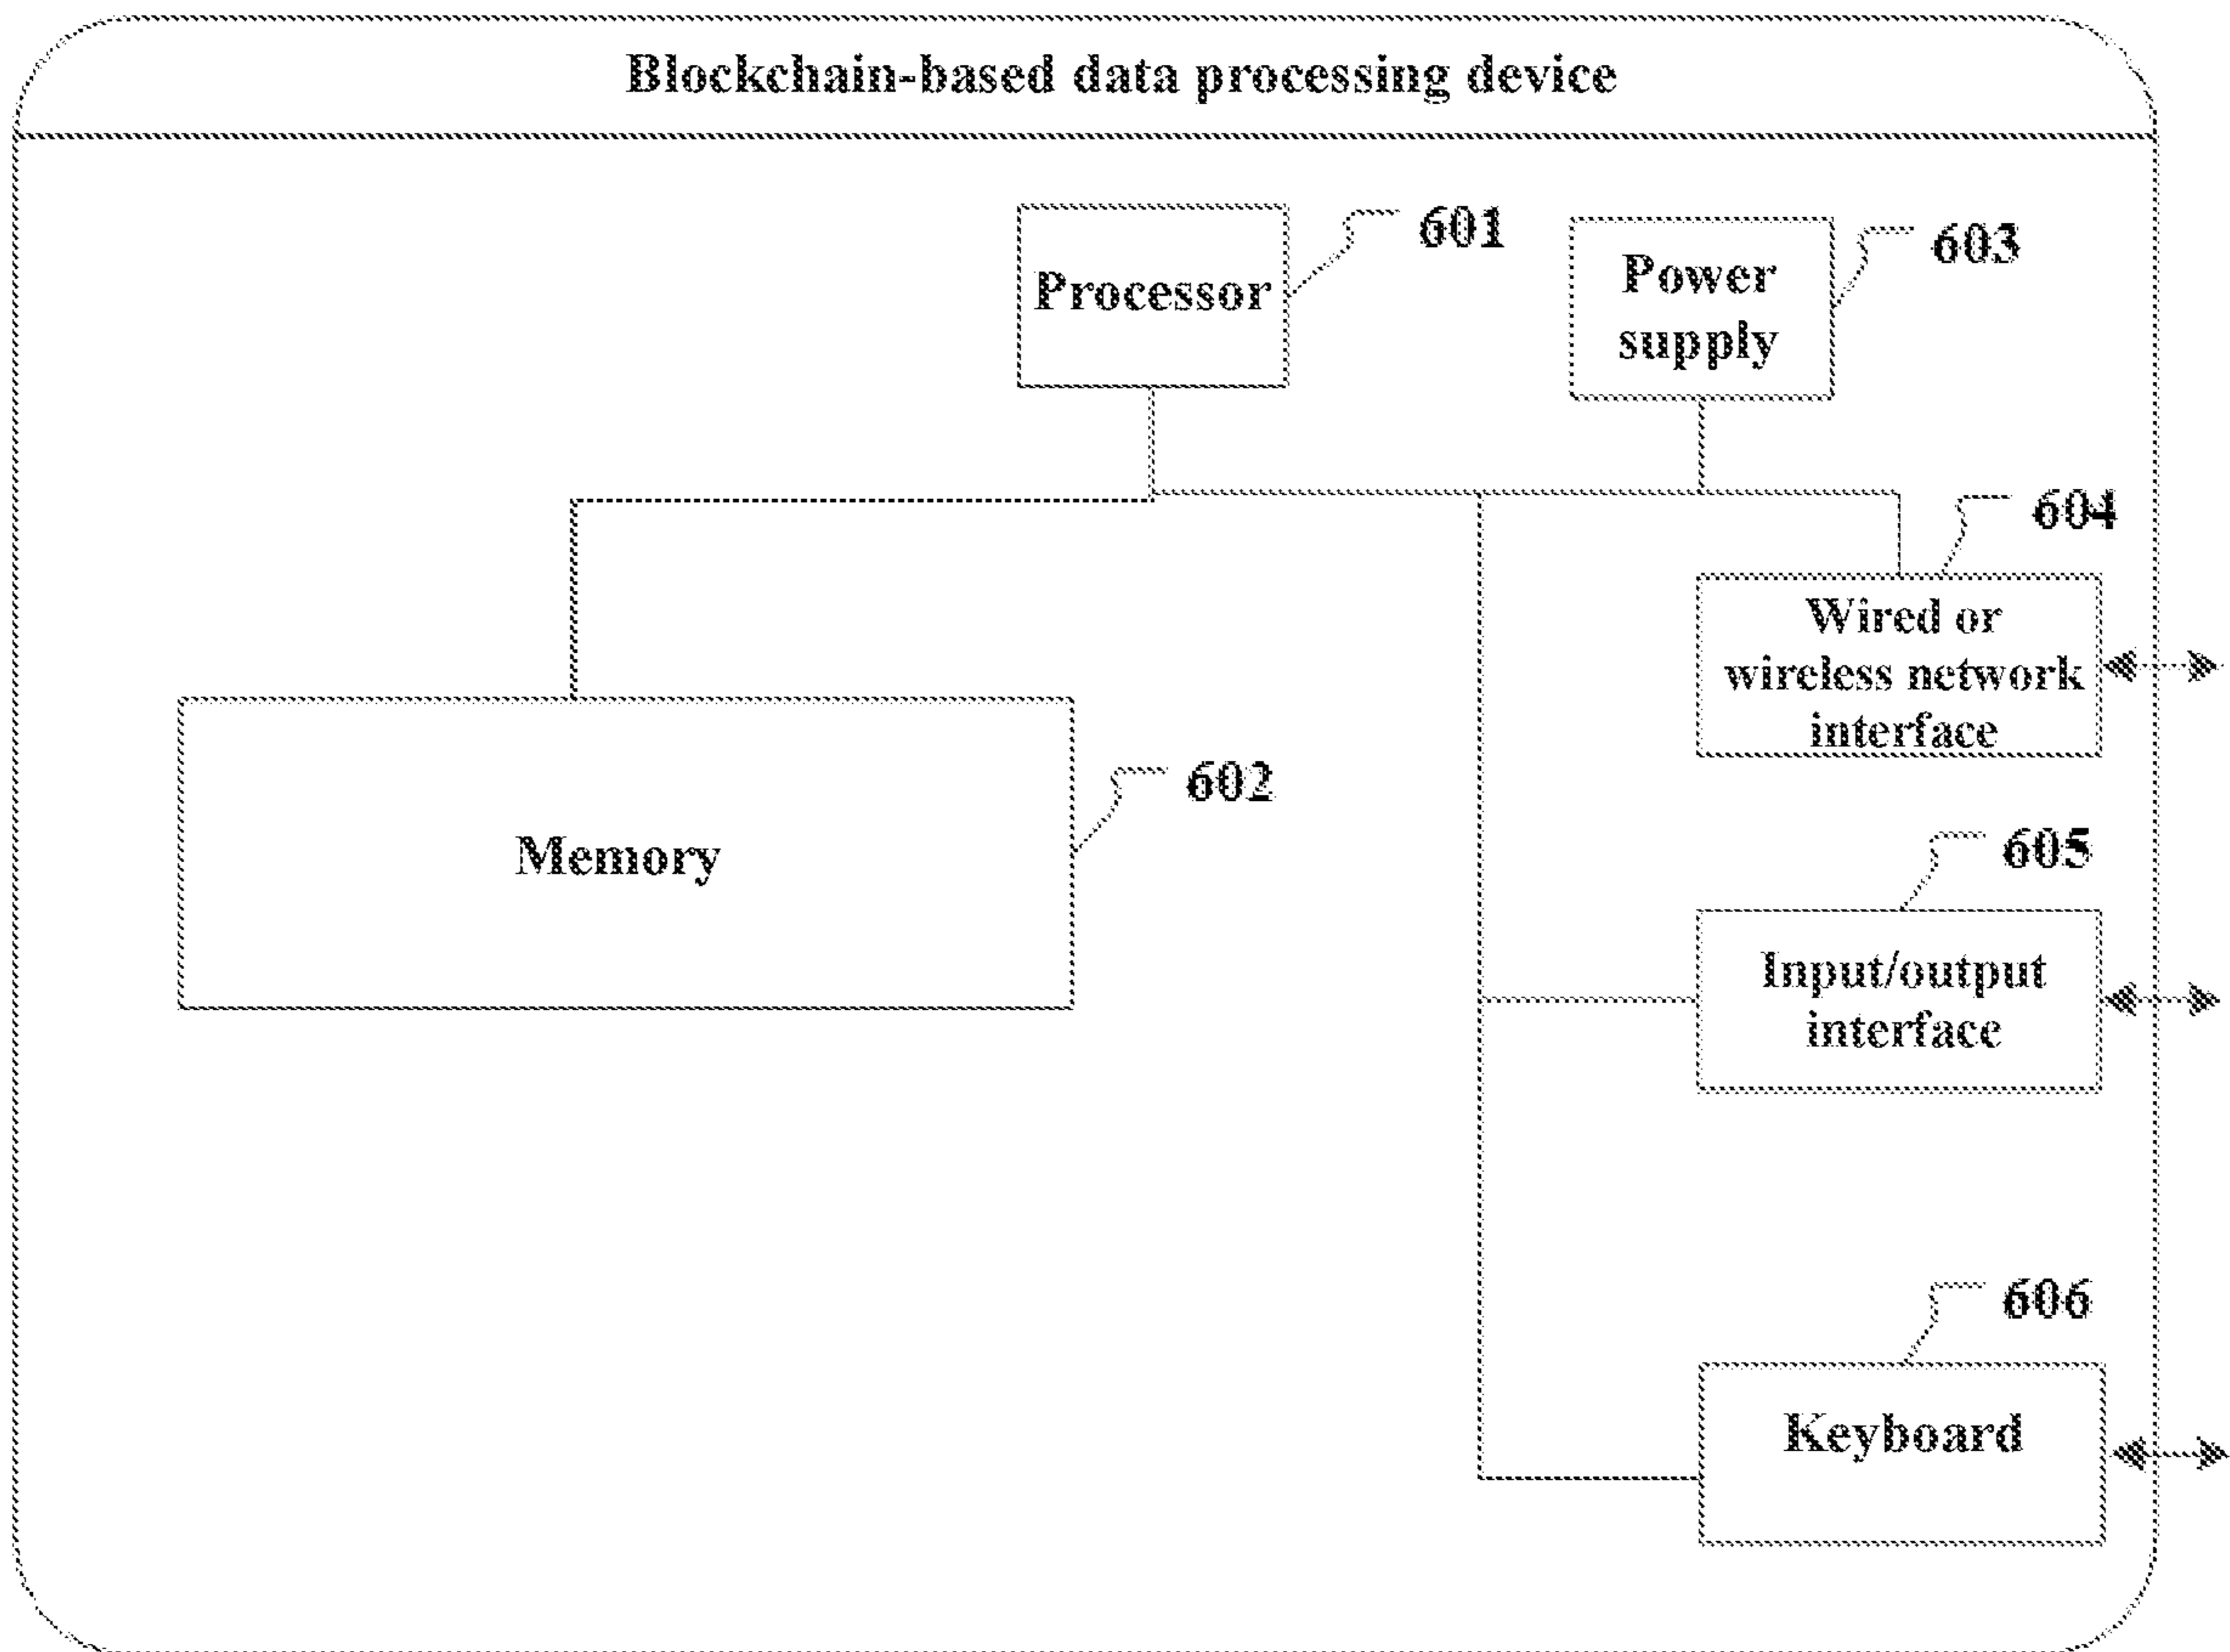 Blockchain-based data processing device
Processor
601
Power
supply
603
604
Wired or
wireless network
interface
Memory
602
605
Input/output
interface
606
Keyboard